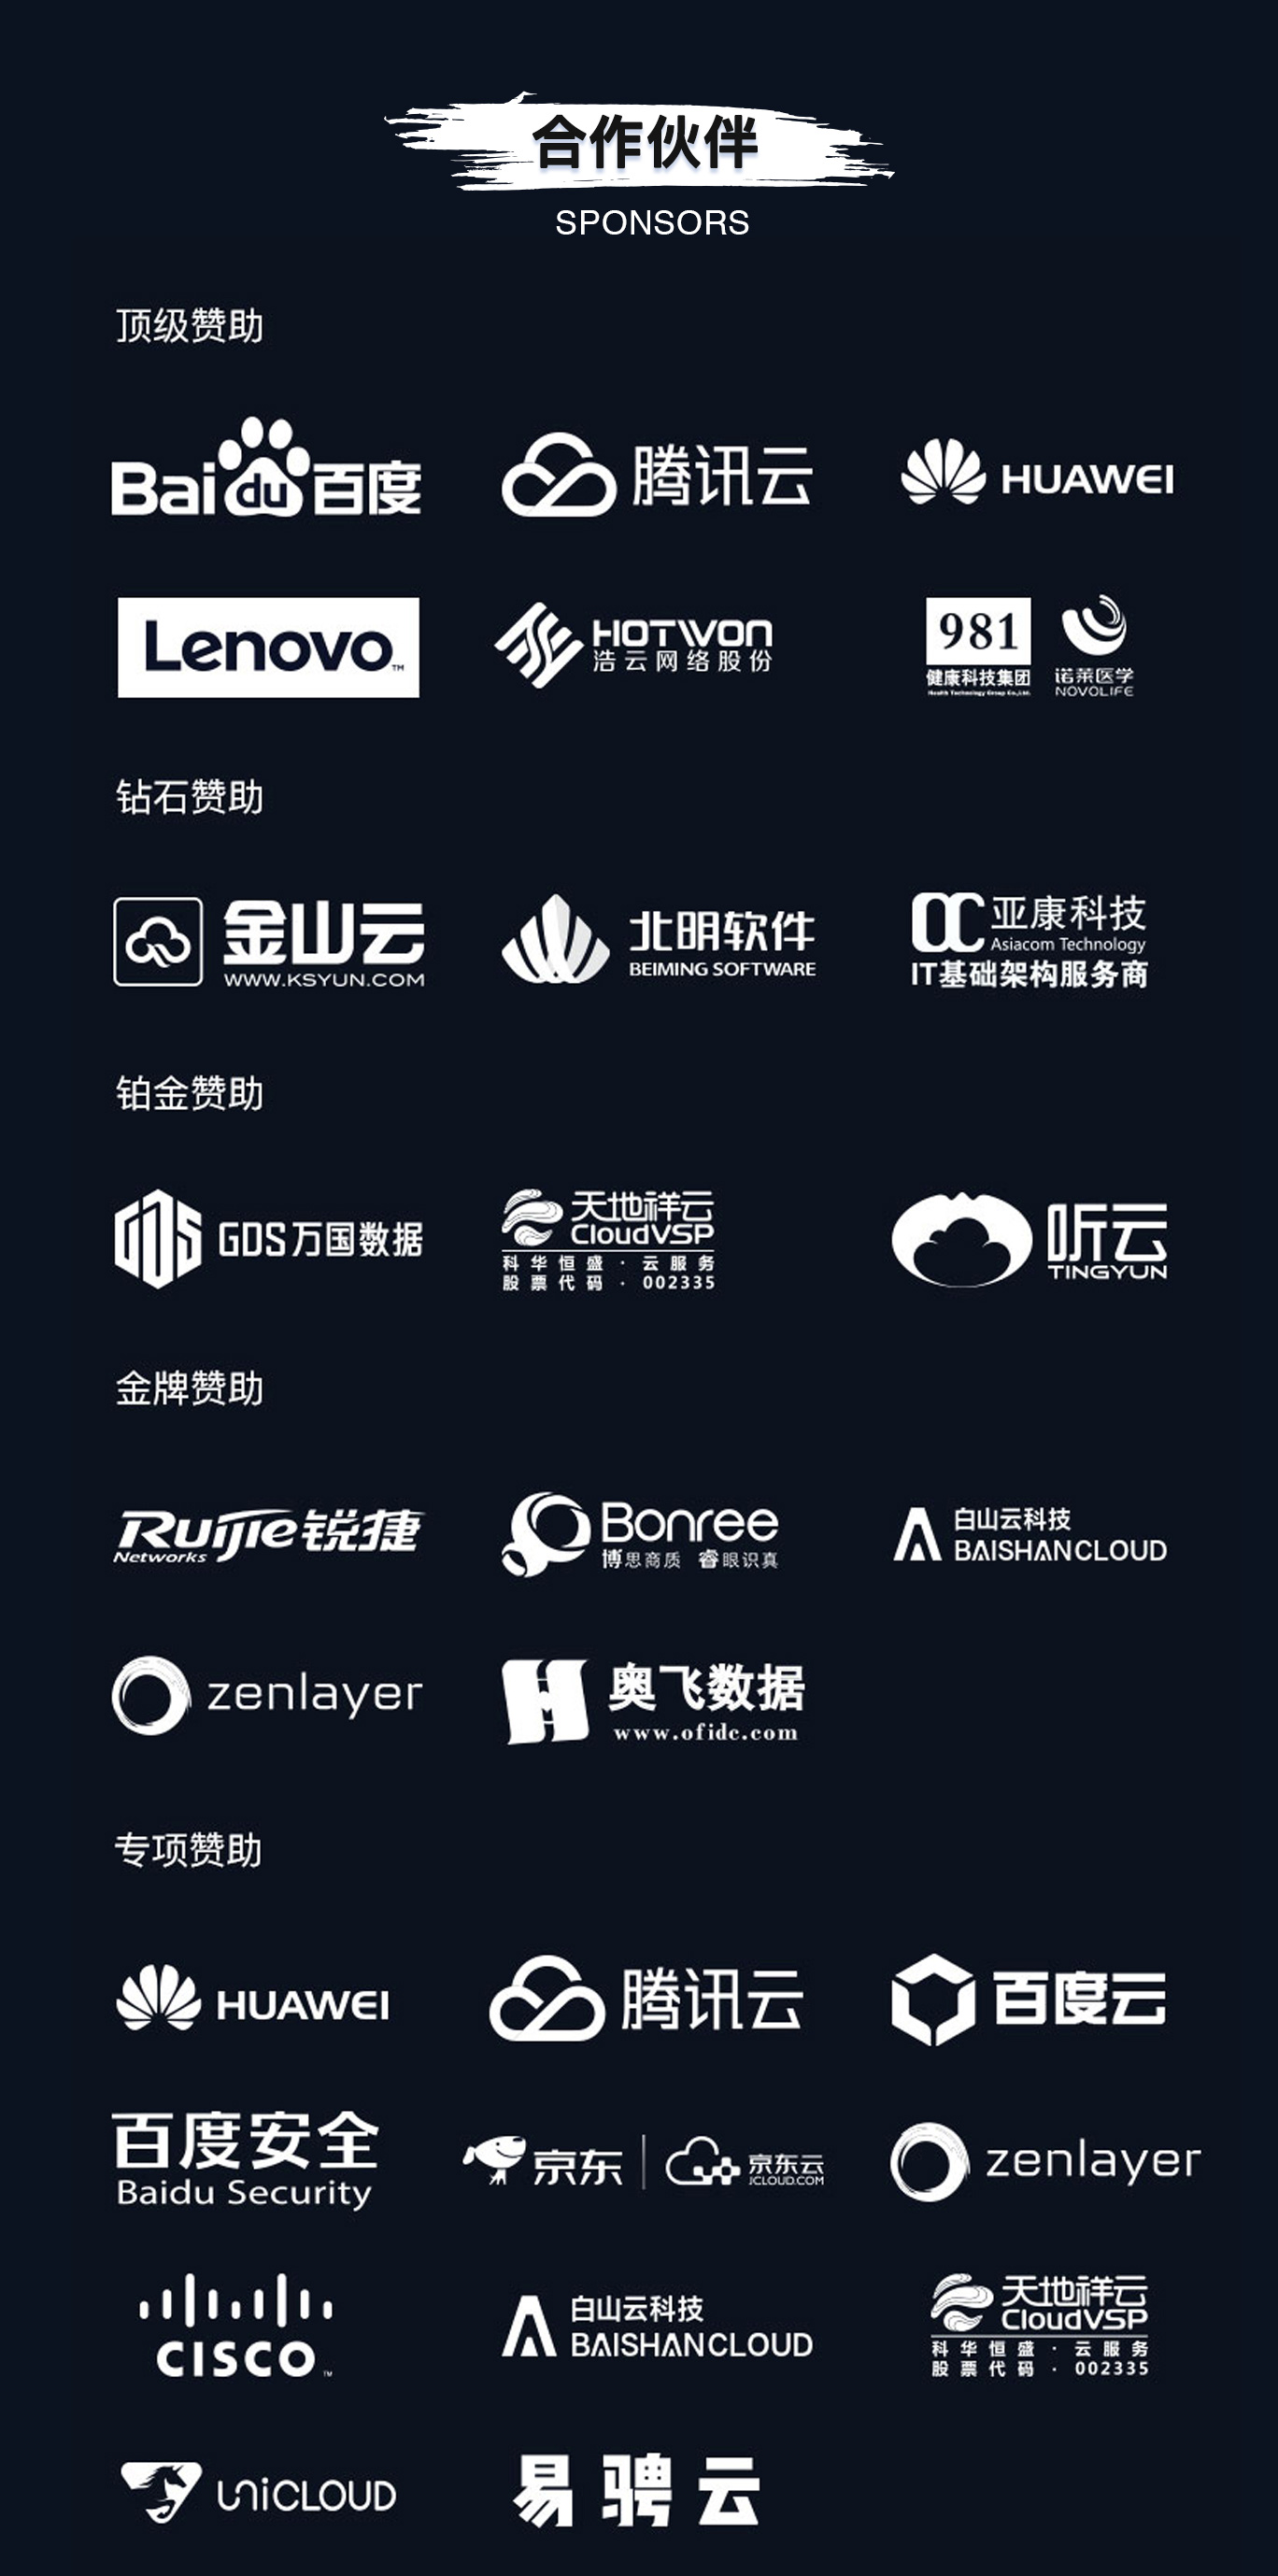 合作伙伴
SPONSORS
顶级赞助
Bai du 百度
腾讯云
HUAWEI
Lenovo™
HOTWON
浩云网络股份
981
健康科技集团
Health Technology Group Co.,Ltd.
诺莱医学
NOVOLIFE
钻石赞助
金山云
WWW.KSYUN.COM
北明软件
BEIMING SOFTWARE
亚康科技
Asiacom Technology
IT基础架构服务商
铂金赞助
GDS
GDS万国数据
天地祥云
CloudVSP
科华恒盛·云服务
股票代码·002335
听云
TINGYUN
金牌赞助
Ruijie锐捷
Networks
Bonree
博思商质 睿眼识真
白山云科技
BAISHANCLOUD
zenlayer
奥飞数据
www.ofidc.com
专项赞助
HUAWEI
腾讯云
百度云
百度安全
Baidu Security
京东
京东云
JCLOUD.COM
zenlayer
CISCO™
白山云科技
BAISHANCLOUD
天地祥云
CloudVSP
科华恒盛·云服务
股票代码·002335
UNiCLOUD
易骋云